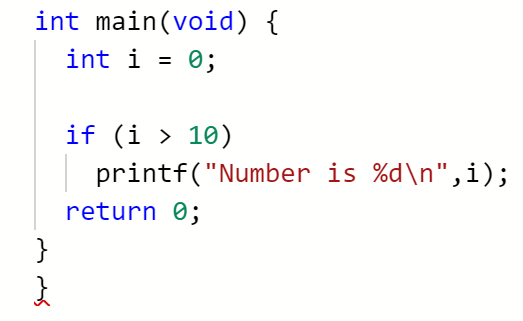 int main(void) {
  int i = 0;

  if (i > 10)
    printf("Number is %d\n",i);
  return 0;
}
}